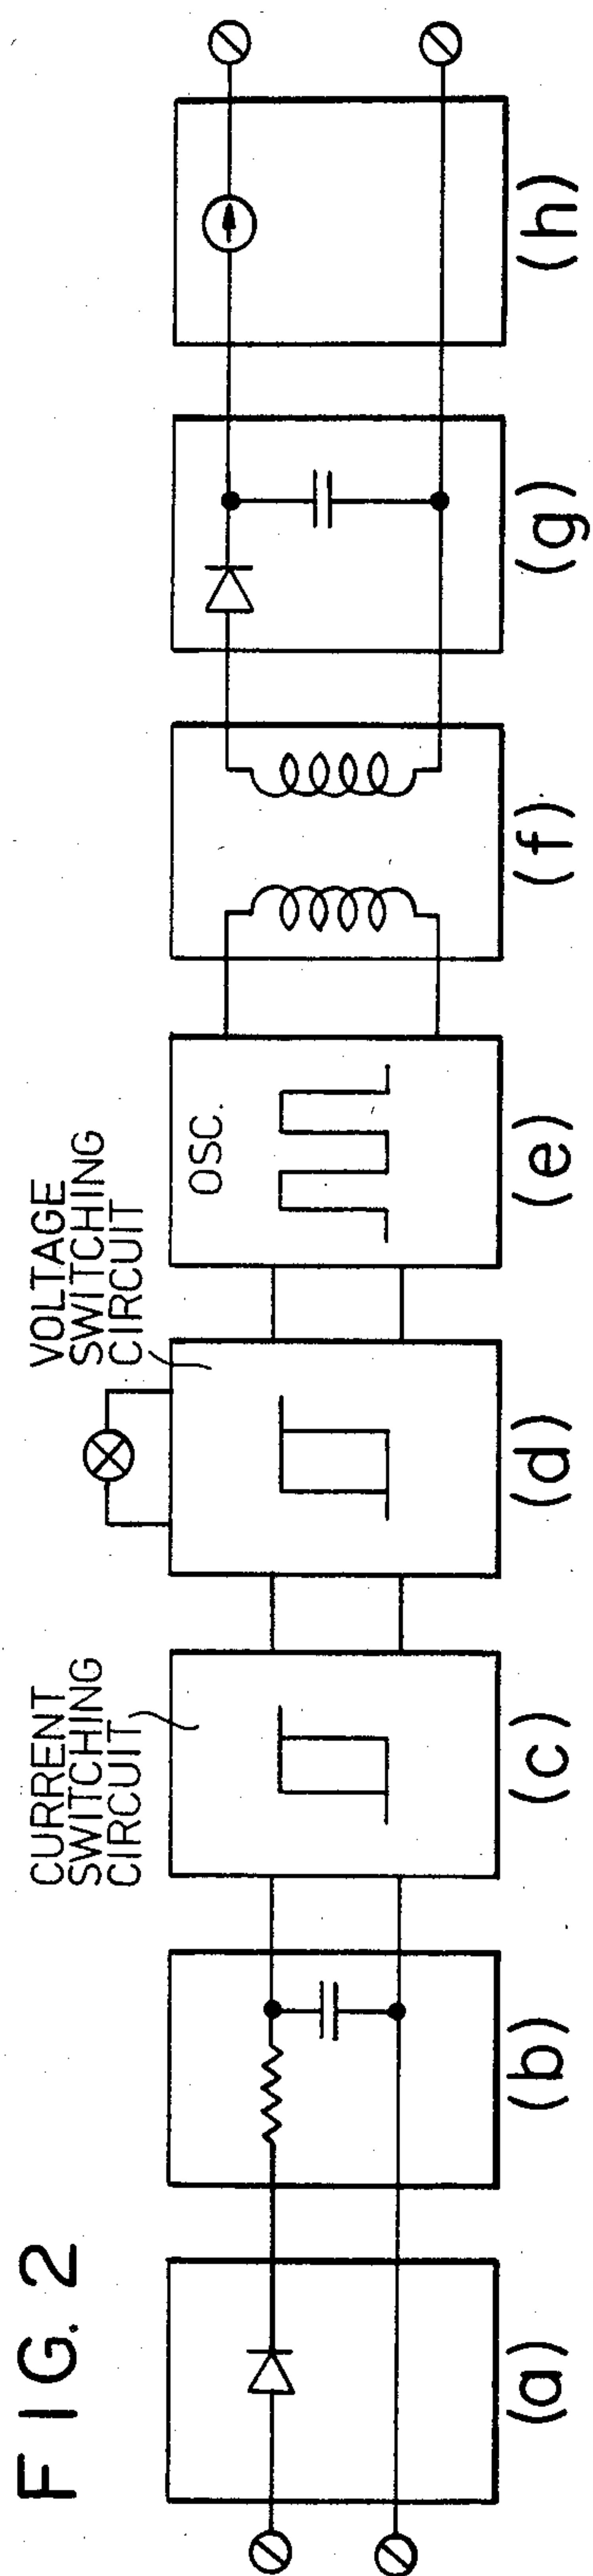 FIG. 2
CURRENT
SWITCHING
CIRCUIT
VOLTAGE
SWITCHING
CIRCUIT
OSC.
(a)
(b)
(c)
(d)
(e)
(f)
(g)
(h)